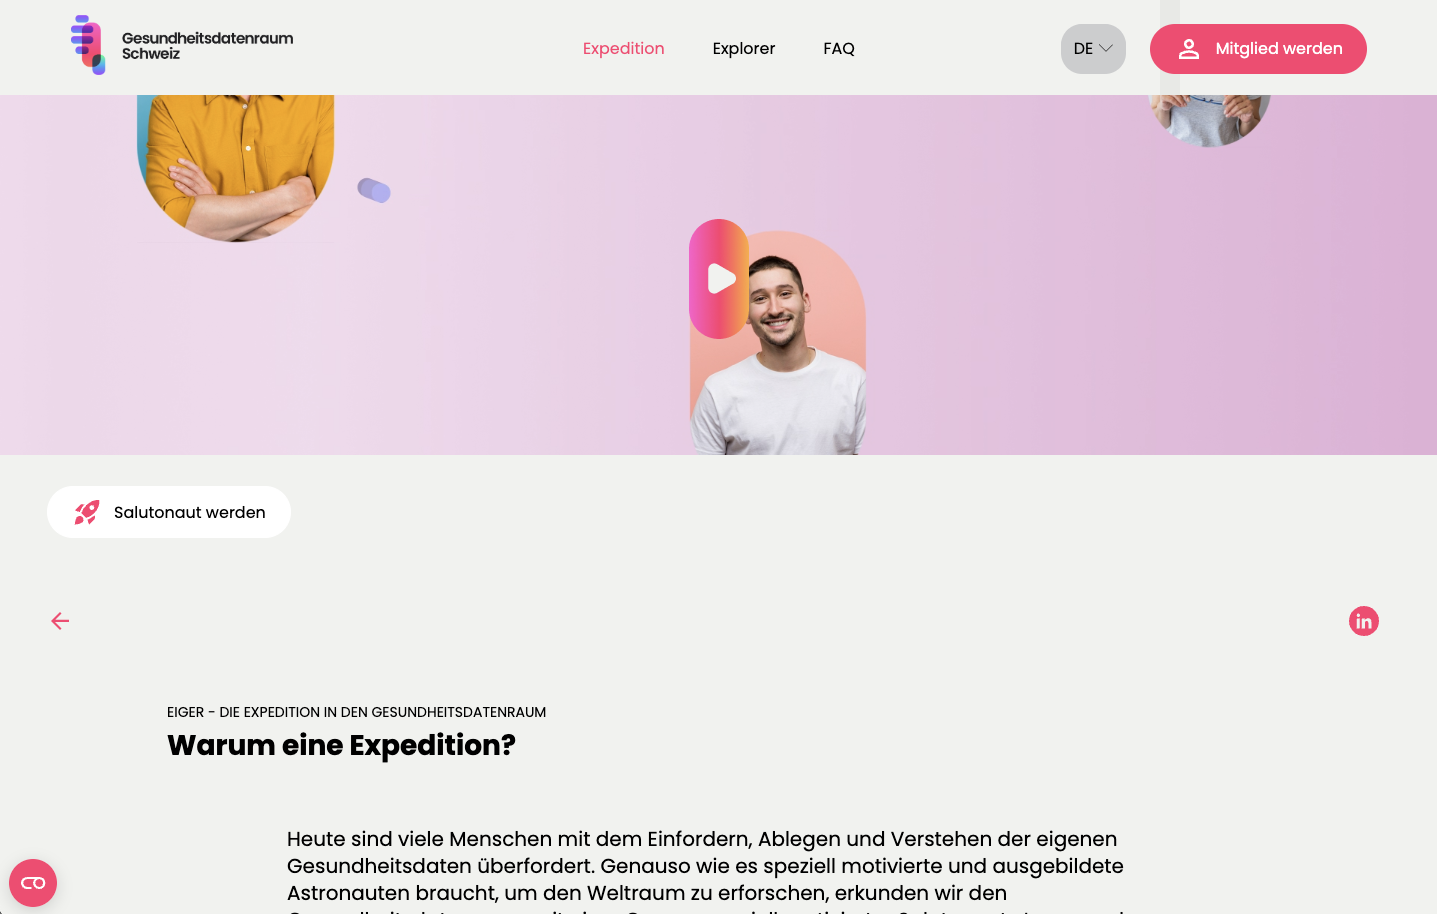 Gesundheitsdatenraum
Schweiz
Expedition
Explorer
FAQ
DE
Mitglied werden
Salutonaut werden
in
EIGER - DIE EXPEDITION IN DEN GESUNDHEITSDATENRAUM
Warum eine Expedition?
Heute sind viele Menschen mit dem Einfordern, Ablegen und Verstehen der eigenen
Gesundheitsdaten überfordert. Genauso wie es speziell motivierte und ausgebildete
Astronauten braucht, um den Weltraum zu erforschen, erkunden wir den